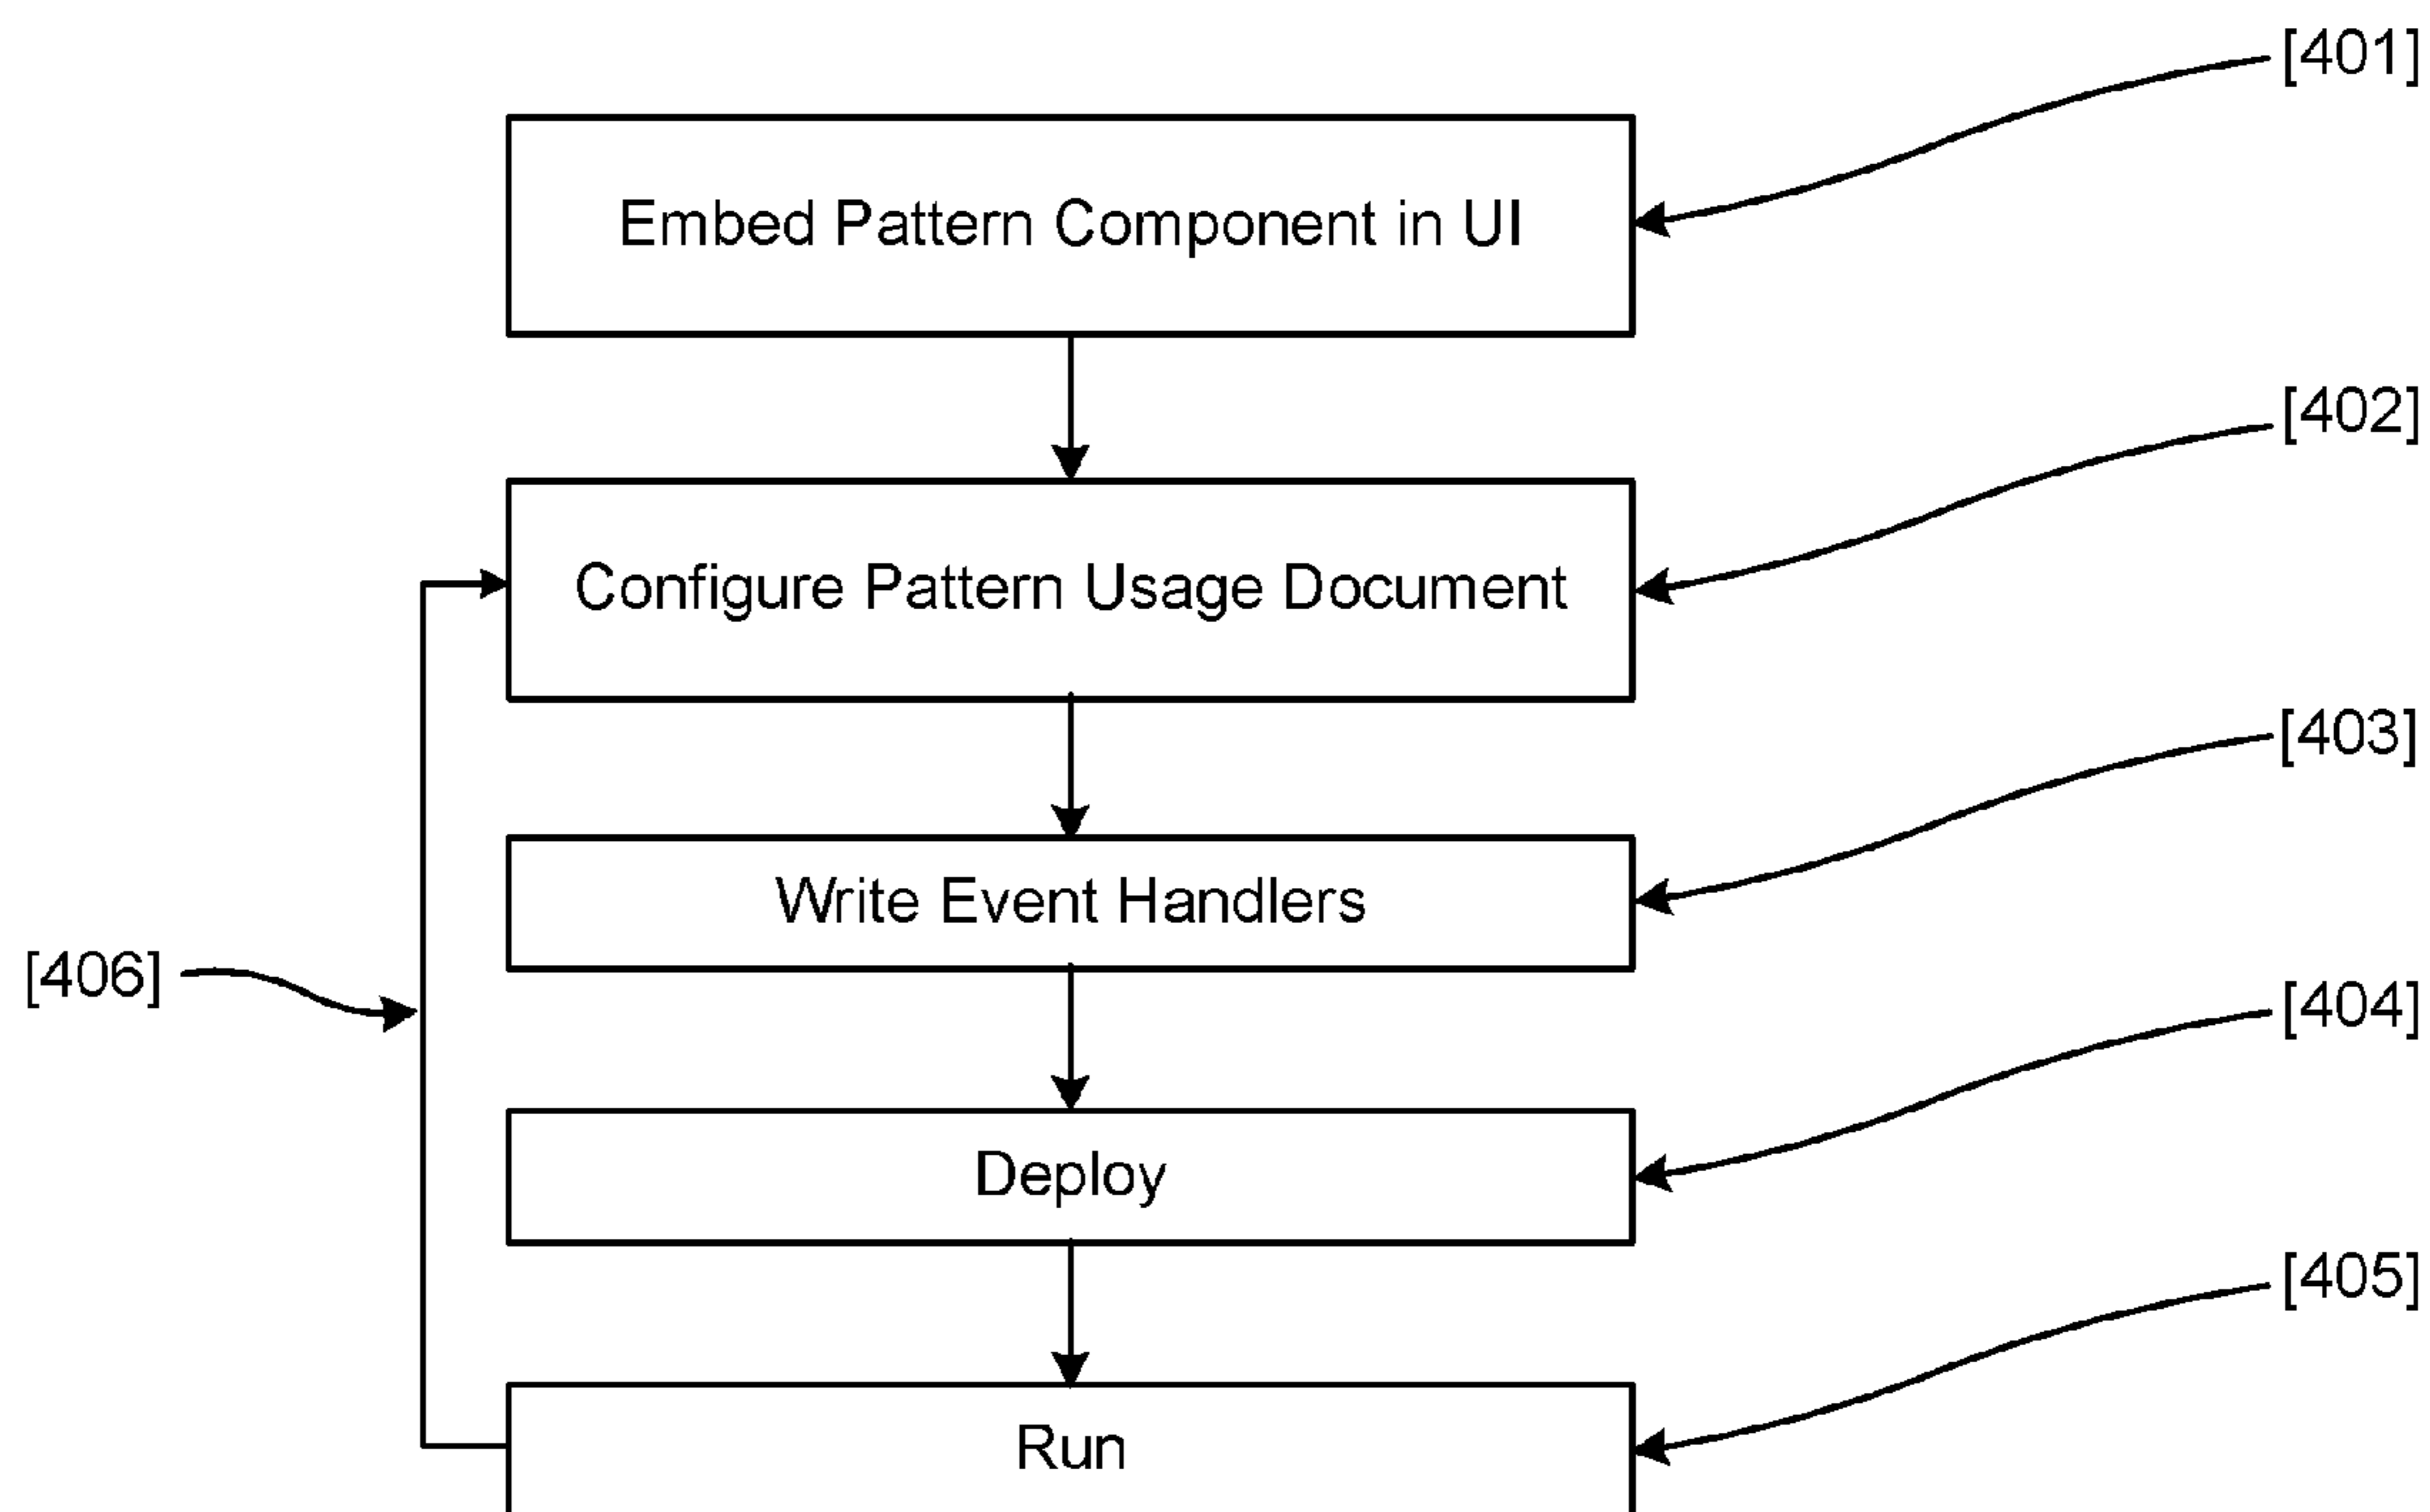 [401]
Embed Pattern Component in UI
[402]
Configure Pattern Usage Document
[403]
Write Event Handlers
[406]
[404]
Deploy
[405]
Run